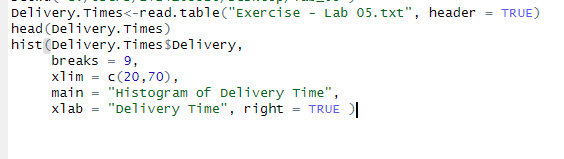 Delivery.Times<-read.table("Exercise - Lab 05.txt", header = TRUE)
head(Delivery.Times)
hist(Delivery.Times$Delivery,
breaks = 9,
xlim = c(20,70),
main = "Histogram of Delivery Time",
xlab = "Delivery Time", right = TRUE )